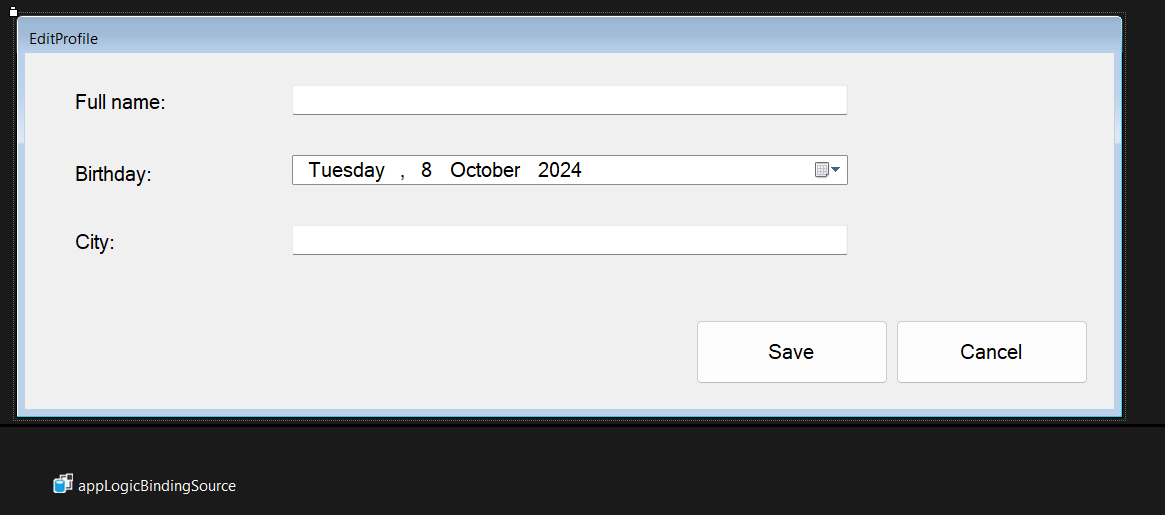 EditProfile
Full name:
Birthday:
Tuesday , 8 October 2024
City:
Save
Cancel
appLogicBindingSource